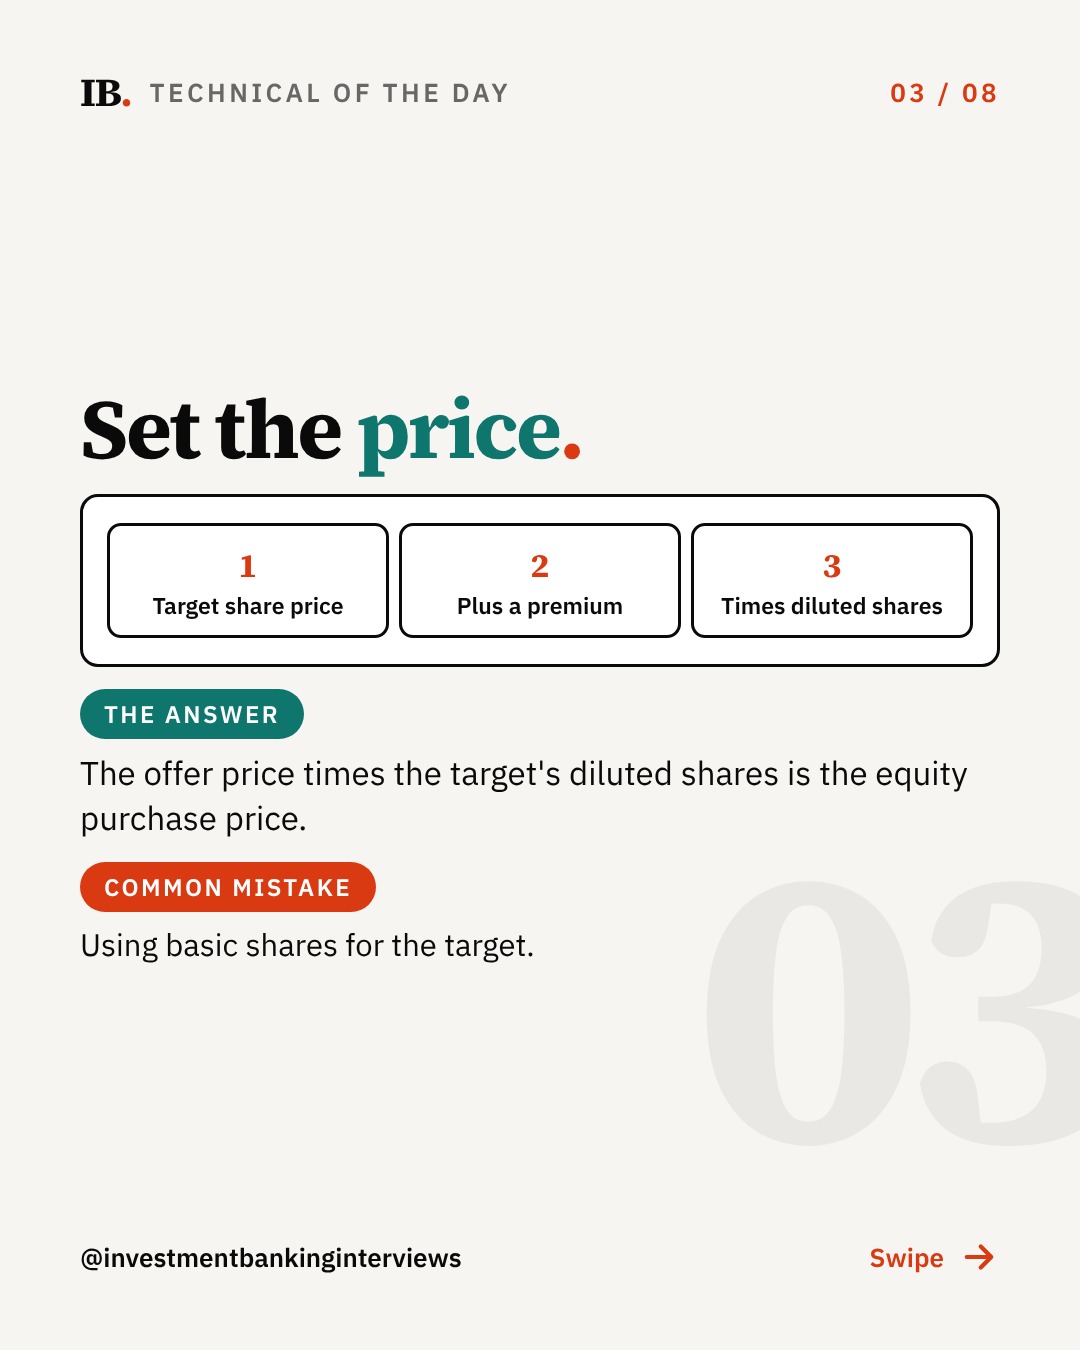 IB. TECHNICAL OF THE DAY
03 / 08
Set the price.
1
Target share price
2
Plus a premium
3
Times diluted shares
THE ANSWER
The offer price times the target's diluted shares is the equity
purchase price.
COMMON MISTAKE
Using basic shares for the target.
03
@investmentbankinginterviews
Swipe →